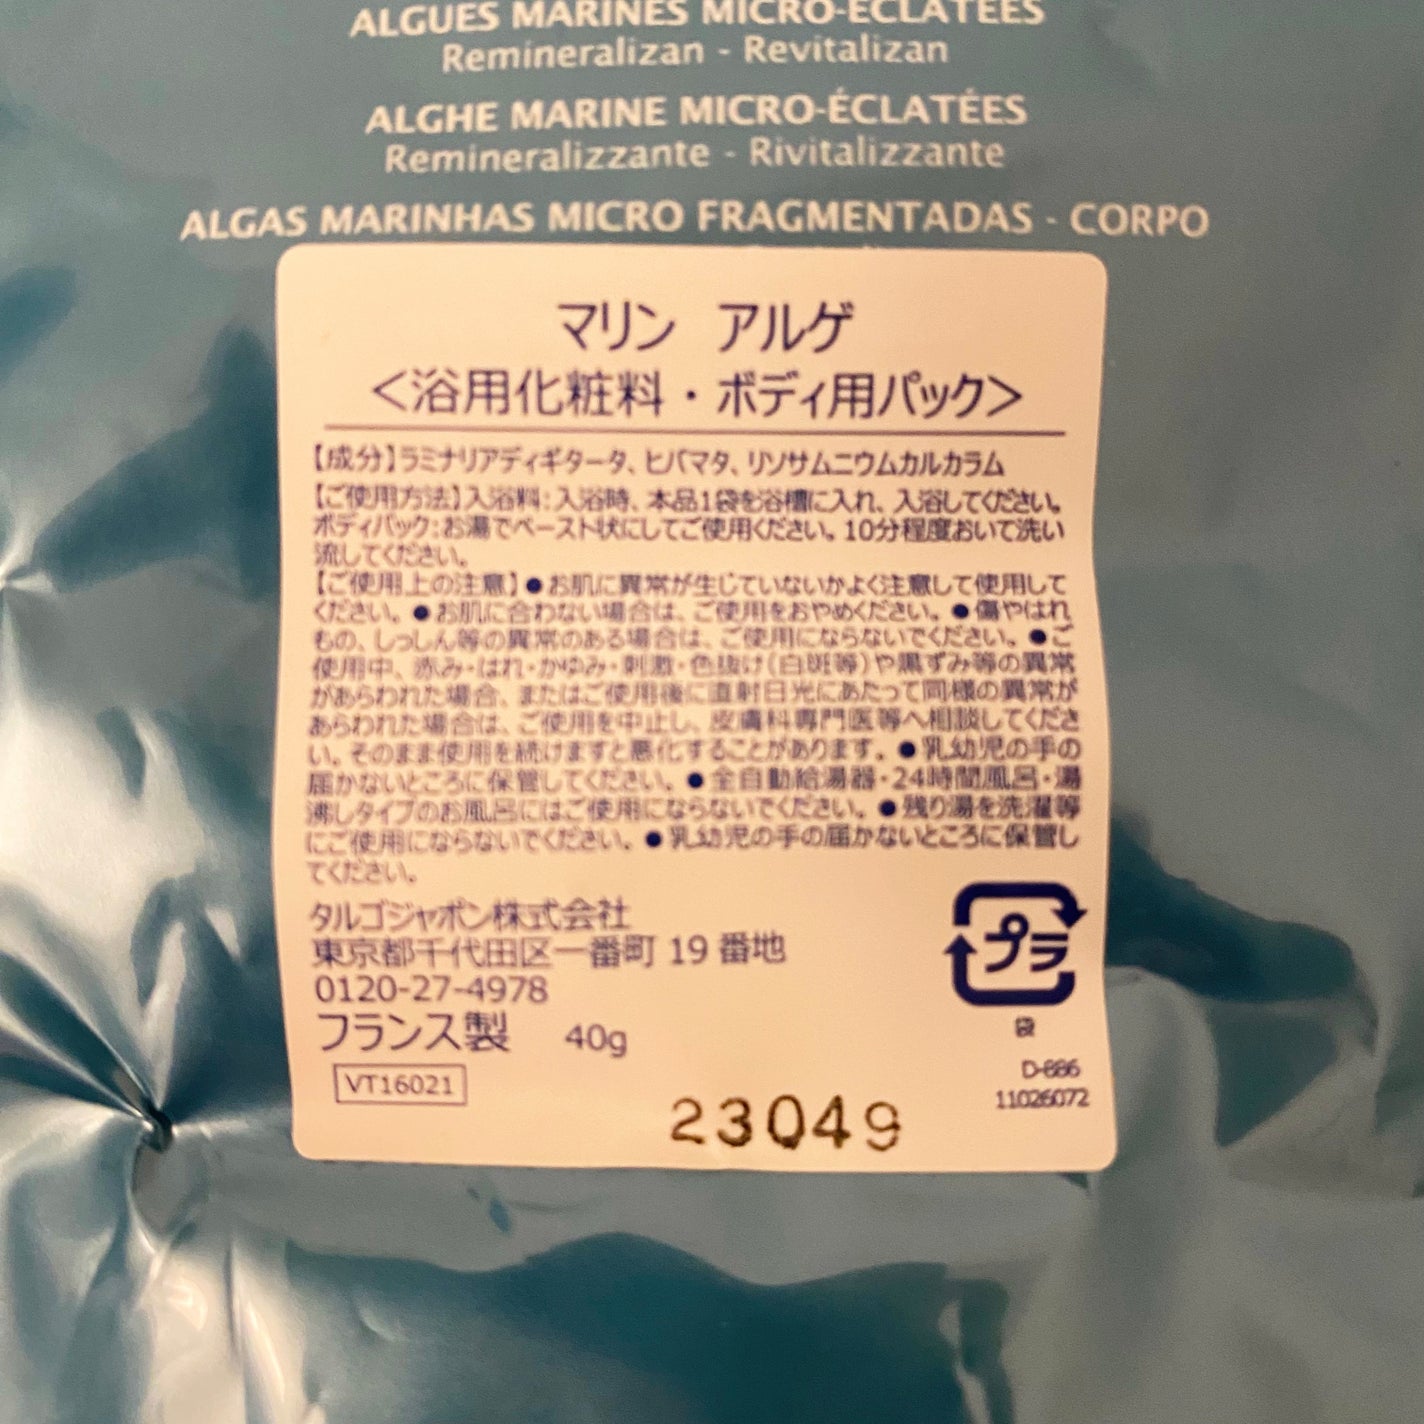 ALGUES MARINES MICRO-ÉCLATÉES
Remineralizan - Revitalizan
ALGHE MARINE MICRO-ÉCLATÉES
Remineralizzante - Rivitalizzante
ALGAS MARINHAS MICRO FRAGMENTADAS - CORPO
マリン アルゲ
＜浴用化粧料・ボディ用パック＞
【成分】ラミナリアディギタータ、ヒバマタ、リソサムニウムカルカラム
【ご使用方法】入浴料：入浴時、本品1袋を浴槽に入れ、入浴してください。
ボディパック：お湯でペースト状にしてご使用ください。10分程度おいて洗い
流してください。
【ご使用上の注意】●お肌に異常が生じていないかよく注意して使用して
ください。●お肌に合わない場合は、ご使用をおやめください。●傷やはれ
もの、しっしん等の異常のある場合は、ご使用にならないでください。●ご
使用中、赤み・はれ・かゆみ・刺激・色抜け（白斑等）や黒ずみ等の異常
があらわれた場合、またはご使用後に直射日光にあたって同様の異常が
あらわれた場合は、ご使用を中止し、皮膚科専門医等へ相談してくださ
い。そのまま使用を続けますと悪化することがあります。●乳幼児の手の
届かないところに保管してください。●全自動給湯器・24時間風呂・湯
沸しタイプのお風呂にはご使用にならないでください。●残り湯を洗濯等
にご使用にならないでください。●乳幼児の手の届かないところに保管し
てください。
タルゴジャポン株式会社
東京都千代田区一番町 19 番地
0120-27-4978
フランス製 40g
プラ
袋
VT16021
D-886
11026072
23049